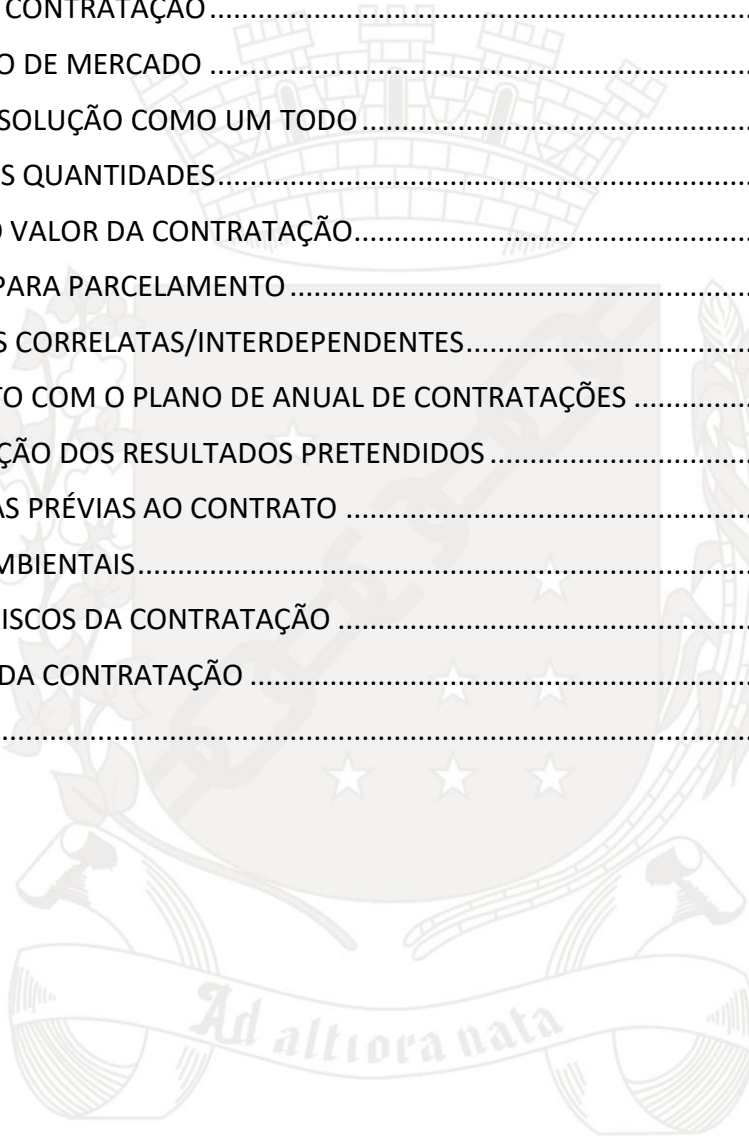 CONTRATAÇÃO..........................................................................................
O DE MERCADO..........................................................................................
SOLUÇÃO COMO UM TODO..........................................................................
S QUANTIDADES..........................................................................................
O VALOR DA CONTRATAÇÃO..........................................................................
PARA PARCELAMENTO..................................................................................
S CORRELATAS/INTERDEPENDENTES...........................................................
TO COM O PLANO DE ANUAL DE CONTRATAÇÕES..................
ÇÃO DOS RESULTADOS PRETENDIDOS........................................
AS PRÉVIAS AO CONTRATO..........................................................
MBIENTAIS..........................................................................................
ISCOS DA CONTRATAÇÃO..............................................................
DA CONTRATAÇÃO..........................................................................
..........................................................................................
Ad altiora nata